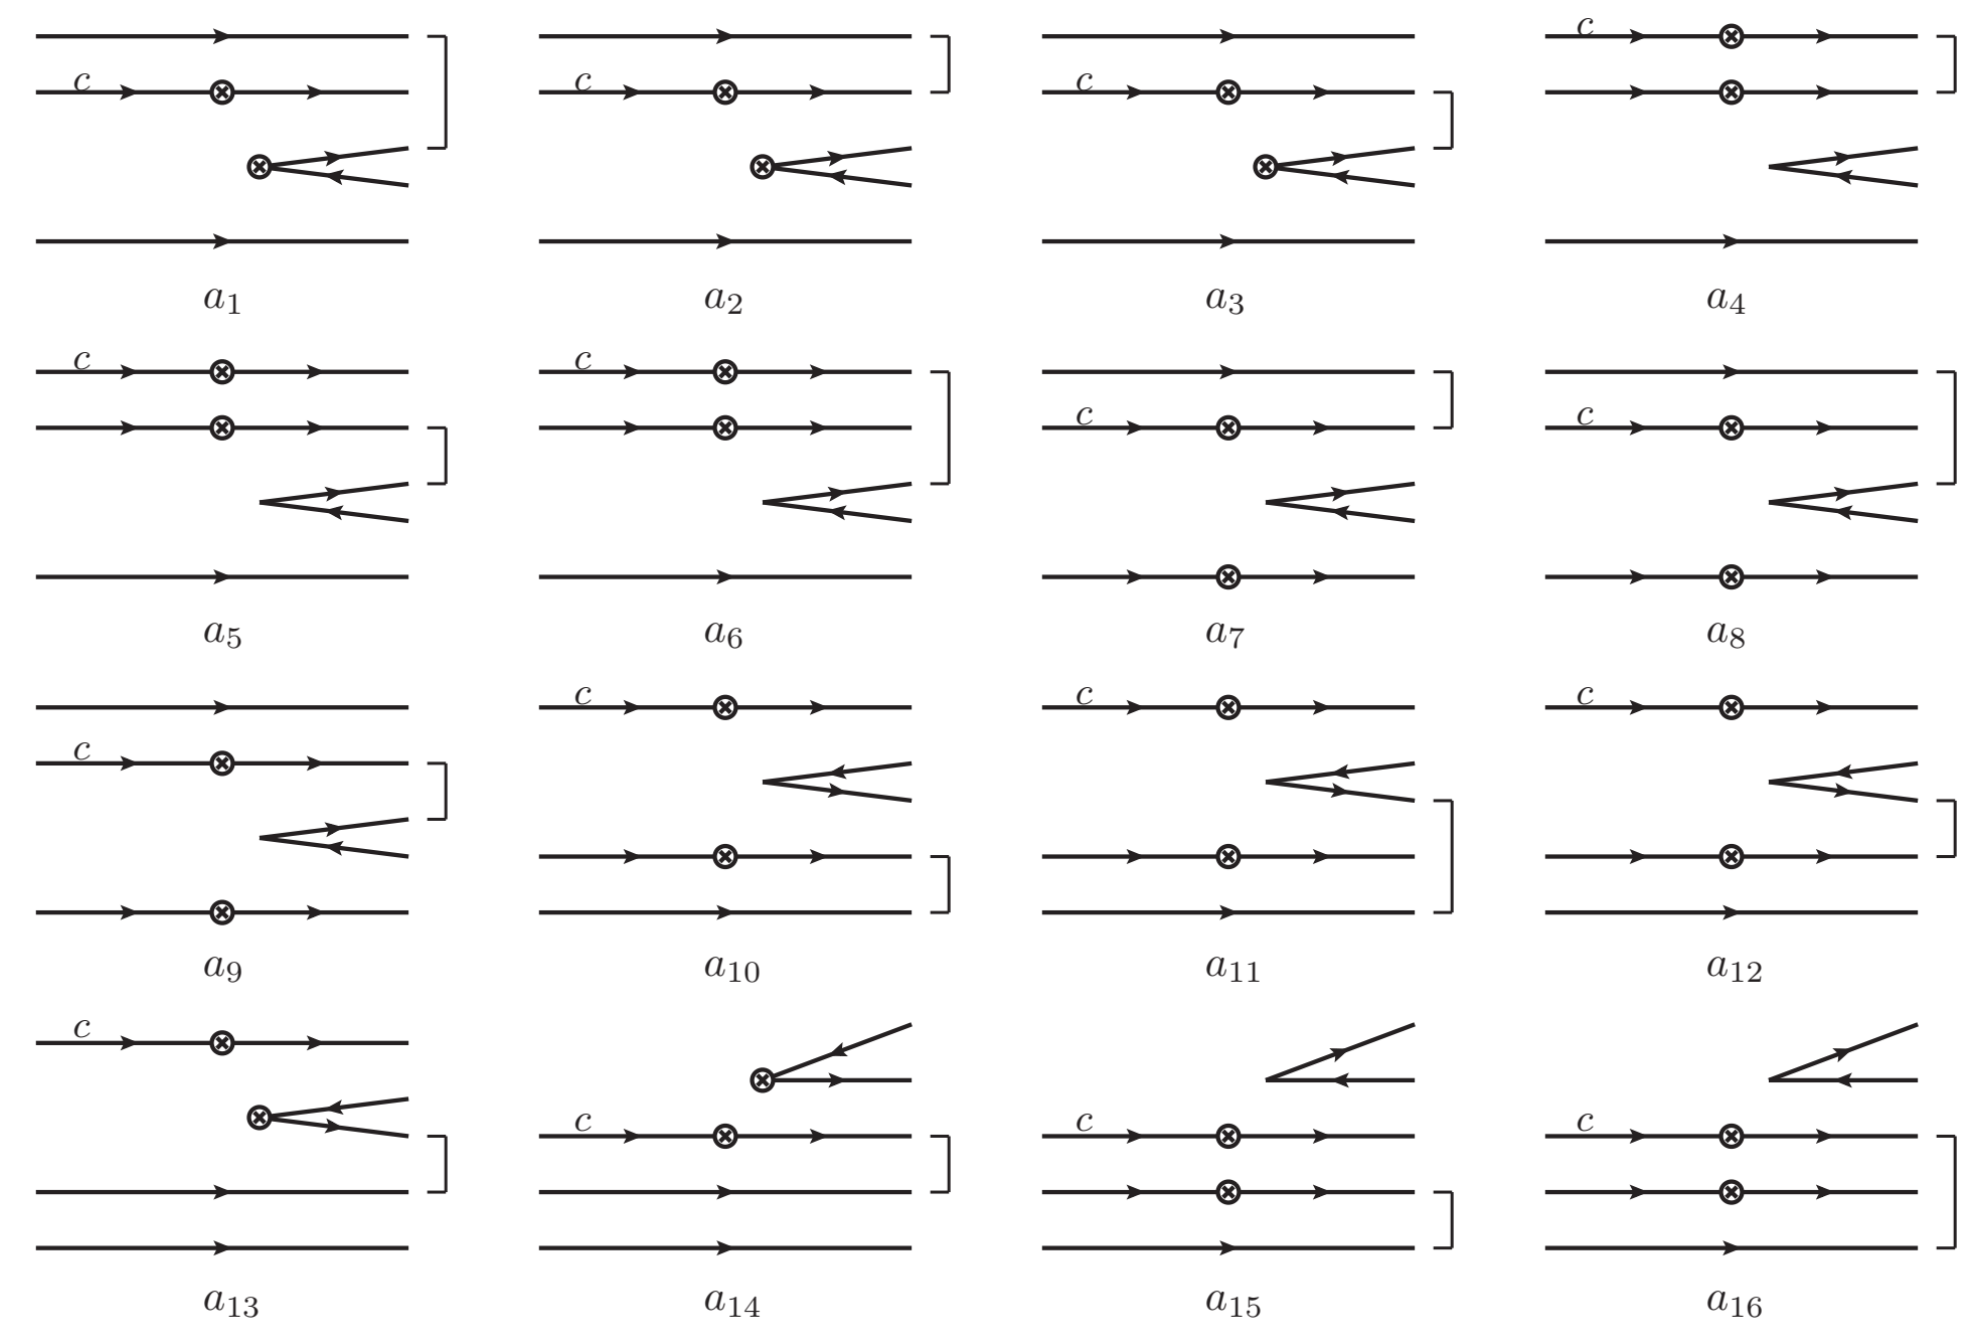 c c c c
a₁ a₂ a₃ a₄
c c c c
a₅ a₆ a₇ a₈
c c c c
a₉ a₁₀ a₁₁ a₁₂
c c c c
a₁₃ a₁₄ a₁₅ a₁₆